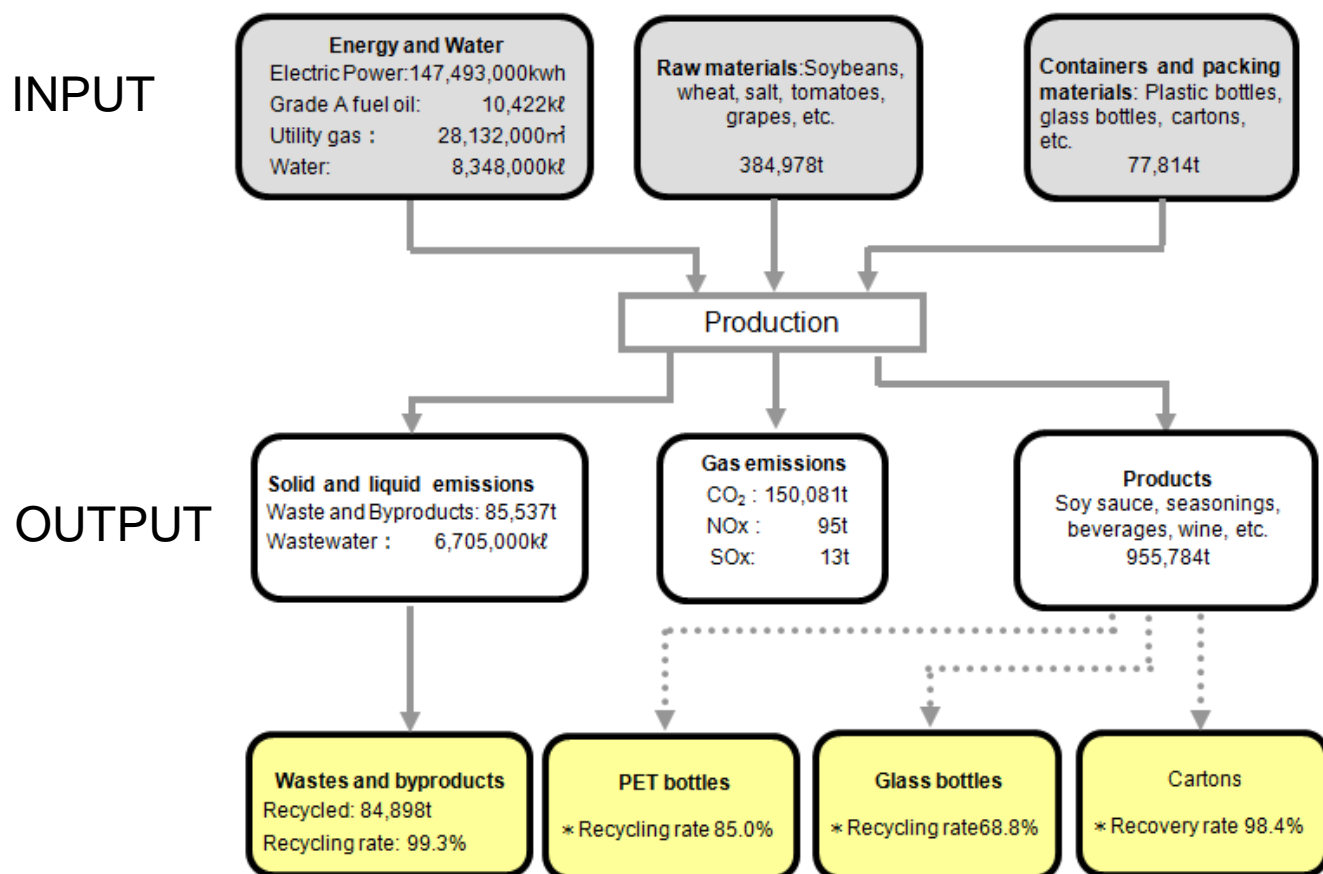 INPUT
Energy and Water
Electric Power:147,493,000kwh
Grade A fuel oil: 10,422kℓ
Utility gas : 28,132,000㎥
Water: 8,348,000kℓ
Raw materials:Soybeans,
wheat, salt, tomatoes,
grapes, etc.
384,978t
Containers and packing
materials: Plastic bottles,
glass bottles, cartons,
etc.
77,814t
Production
OUTPUT
Solid and liquid emissions
Waste and Byproducts: 85,537t
Wastewater : 6,705,000kℓ
Gas emissions
CO₂ : 150,081t
NOx : 95t
SOx: 13t
Products
Soy sauce, seasonings,
beverages, wine, etc.
955,784t
Wastes and byproducts
Recycled: 84,898t
Recycling rate: 99.3%
PET bottles
* Recycling rate 85.0%
Glass bottles
* Recycling rate68.8%
Cartons
* Recovery rate 98.4%